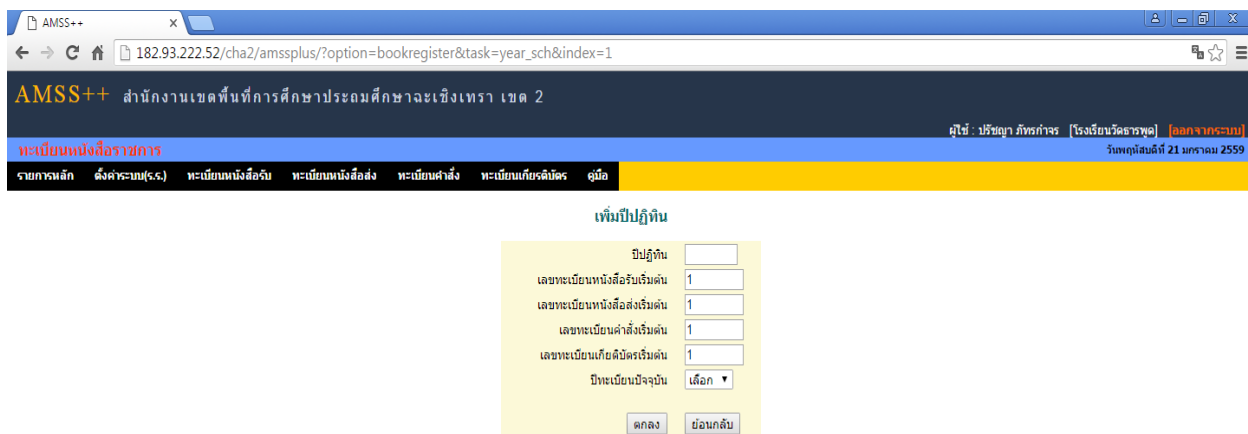 AMSS++
182.93.222.52/cha2/amssplus/?option=bookregister&task=year_sch&index=1
AMSS++ สำนักงานเขตพื้นที่การศึกษาประถมศึกษาฉะเชิงเทรา เขต 2
ผู้ใช้ : ปรัชญา ภัทรกำจร [โรงเรียนวัดธารพูด] [ออกจากระบบ]
ทะเบียนหนังสือราชการ วันพฤหัสบดีที่ 21 มกราคม 2559
รายการหลัก ตั้งค่าระบบ(ร.ร.) ทะเบียนหนังสือรับ ทะเบียนหนังสือส่ง ทะเบียนคำสั่ง ทะเบียนเกียรติบัตร คู่มือ
เพิ่มปีปฏิทิน
ปีปฏิทิน
เลขทะเบียนหนังสือรับเริ่มต้น 1
เลขทะเบียนหนังสือส่งเริ่มต้น 1
เลขทะเบียนคำสั่งเริ่มต้น 1
เลขทะเบียนเกียติบัตรเริ่มต้น 1
ปีทะเบียนปัจจุบัน เลือก
ตกลง ย้อนกลับ